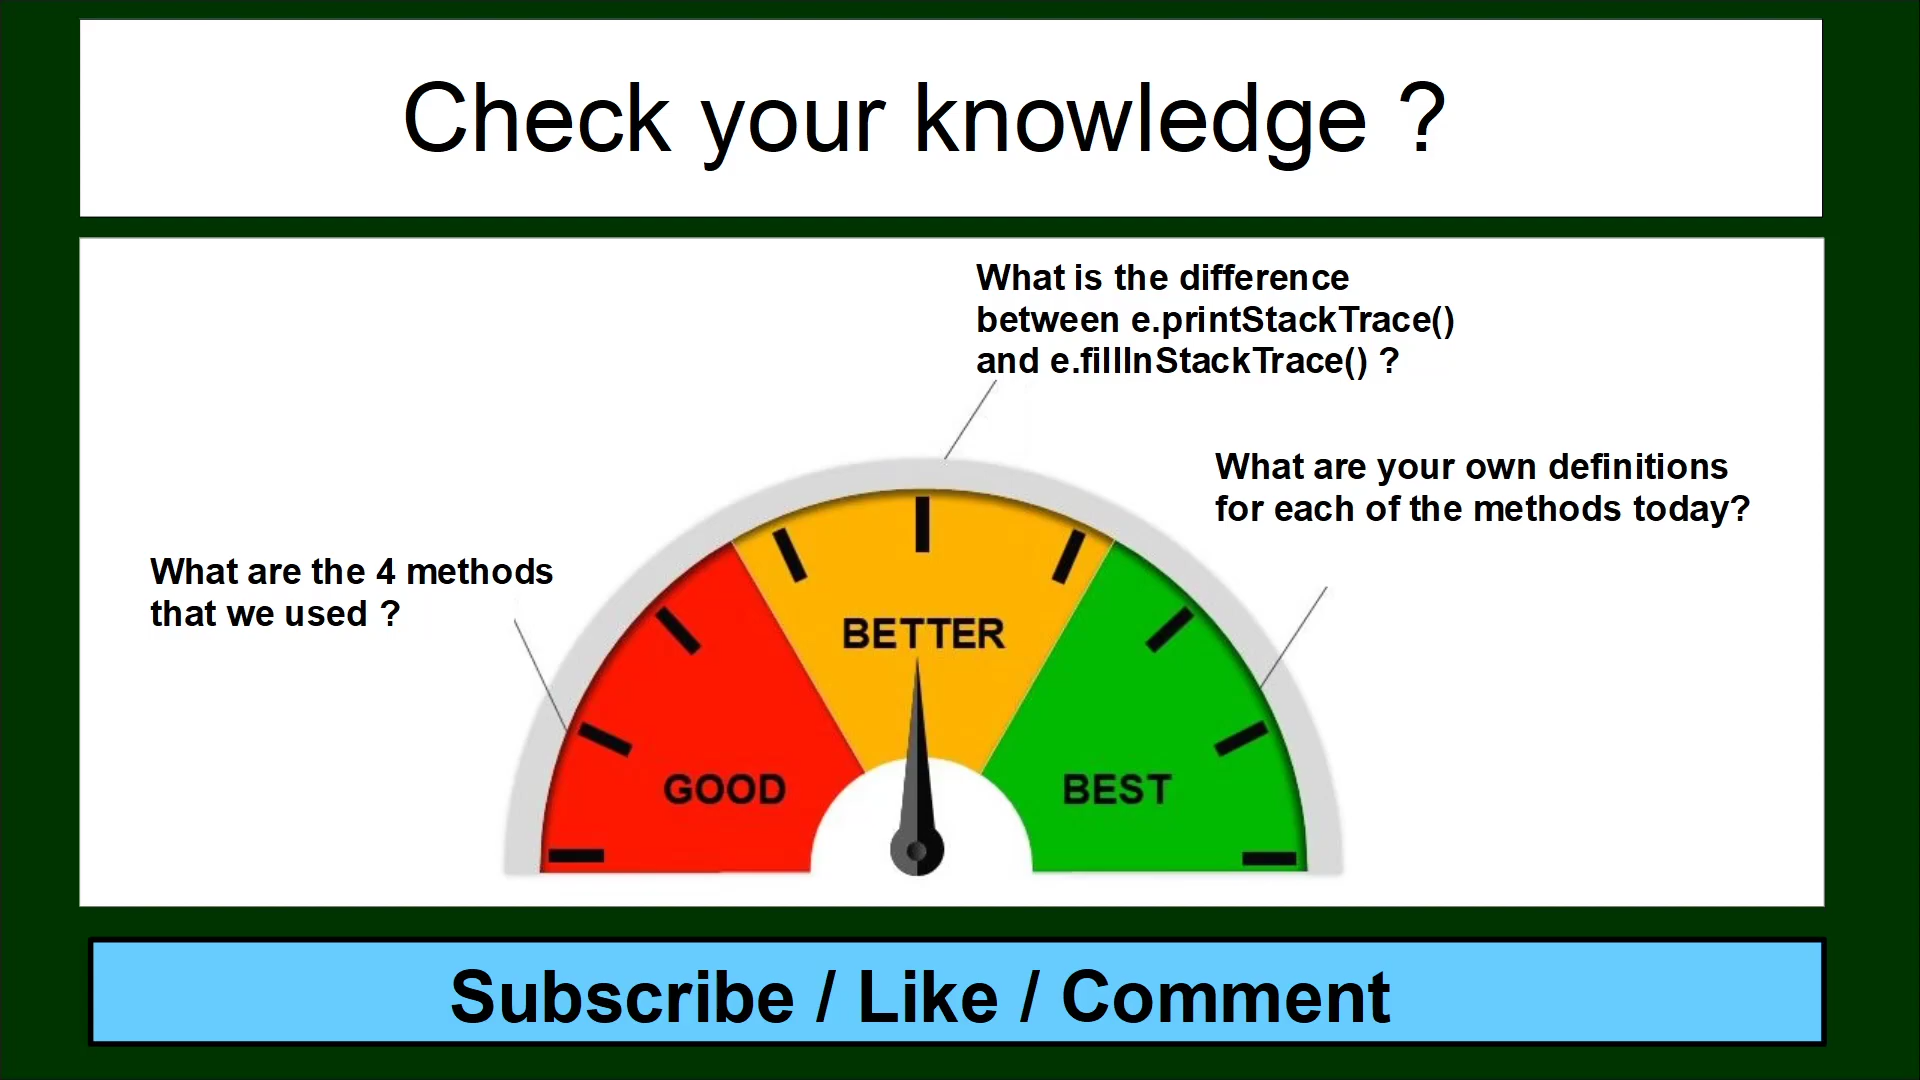 Check your knowledge ?
What is the difference
between e.printStackTrace()
and e.fillInStackTrace() ?
What are your own definitions
for each of the methods today?
What are the 4 methods
that we used ?
BETTER
GOOD
BEST
Subscribe / Like / Comment